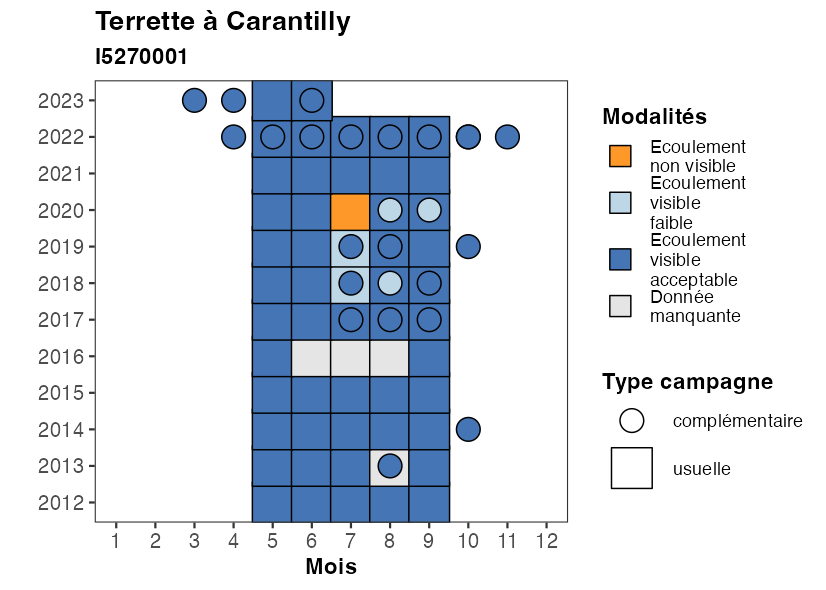 Terrette à Carantilly
I5270001
2023
2022
2021
2020
2019
2018
2017
2016
2015
2014
2013
2012
1 2 3 4 5 6 7 8 9 10 11 12
Mois
Modalités
Ecoulement
non visible
Ecoulement
visible
faible
Ecoulement
visible
acceptable
Donnée
manquante
Type campagne
complémentaire
usuelle